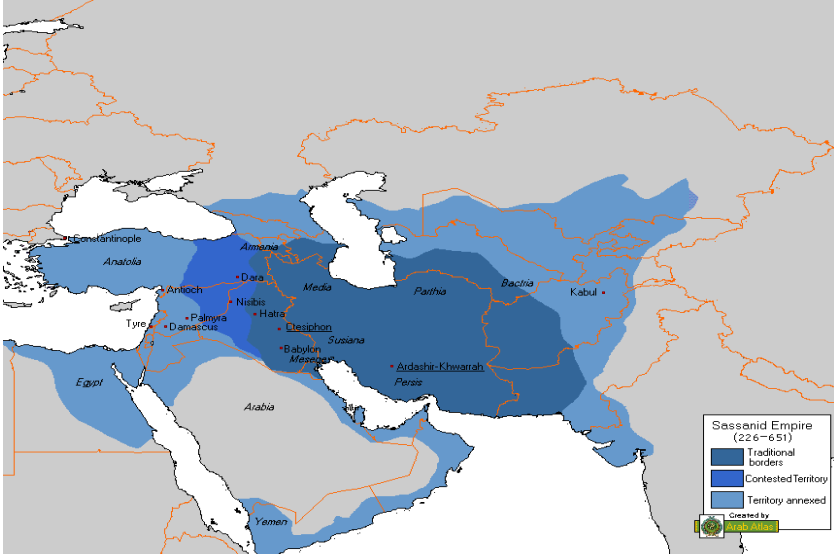 Constantinople
Anatolia
Armenia
Dara
Media
Parthia
Bactria
Kabul
Antioch
Nisibis
Hatra
Palmyra
Tyre
Damascus
Ctesiphon
Susiana
Babylon
Ardashir-Khwarrah
Persis
Egypt
Arabia
Yemen
Sassanid Empire
(226-651)
Traditional
borders
Contested Territory
Territory annexed
Created by
Arab Atlas